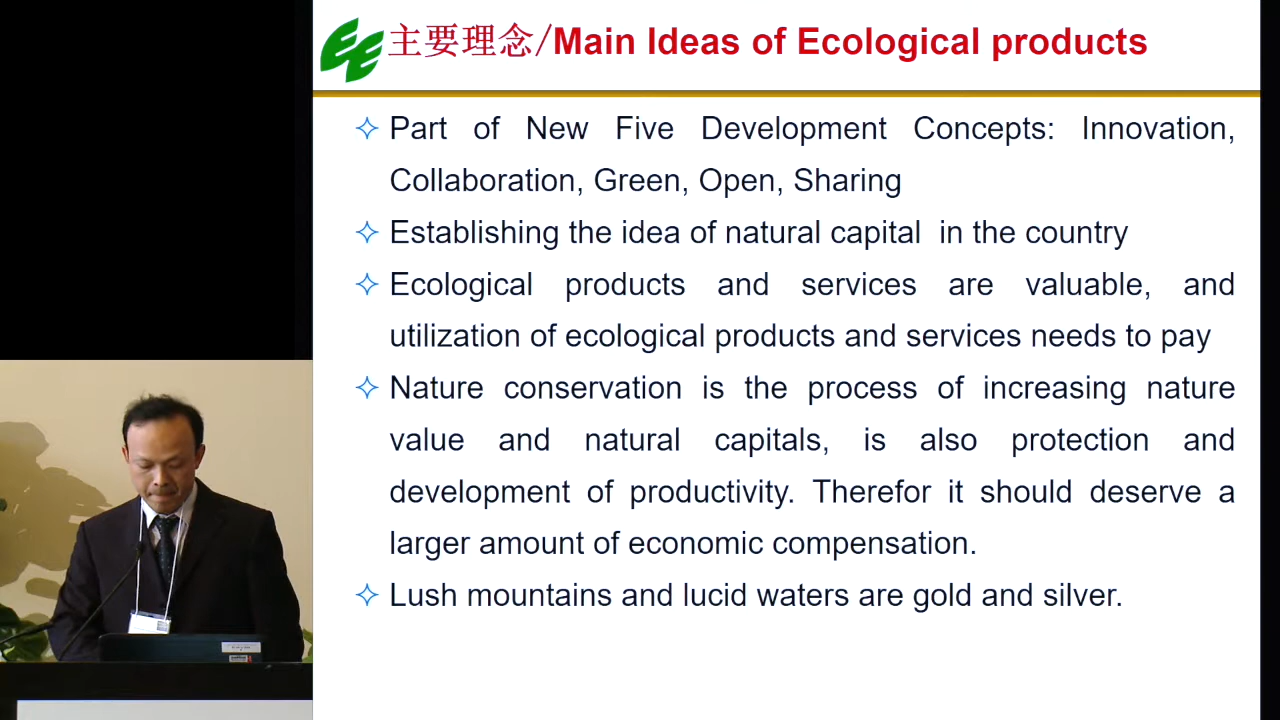 主要理念/Main Ideas of Ecological products
Part of New Five Development Concepts: Innovation,
Collaboration, Green, Open, Sharing
Establishing the idea of natural capital in the country
Ecological products and services are valuable, and
utilization of ecological products and services needs to pay
Nature conservation is the process of increasing nature
value and natural capitals, is also protection and
development of productivity. Therefor it should deserve a
larger amount of economic compensation.
Lush mountains and lucid waters are gold and silver.